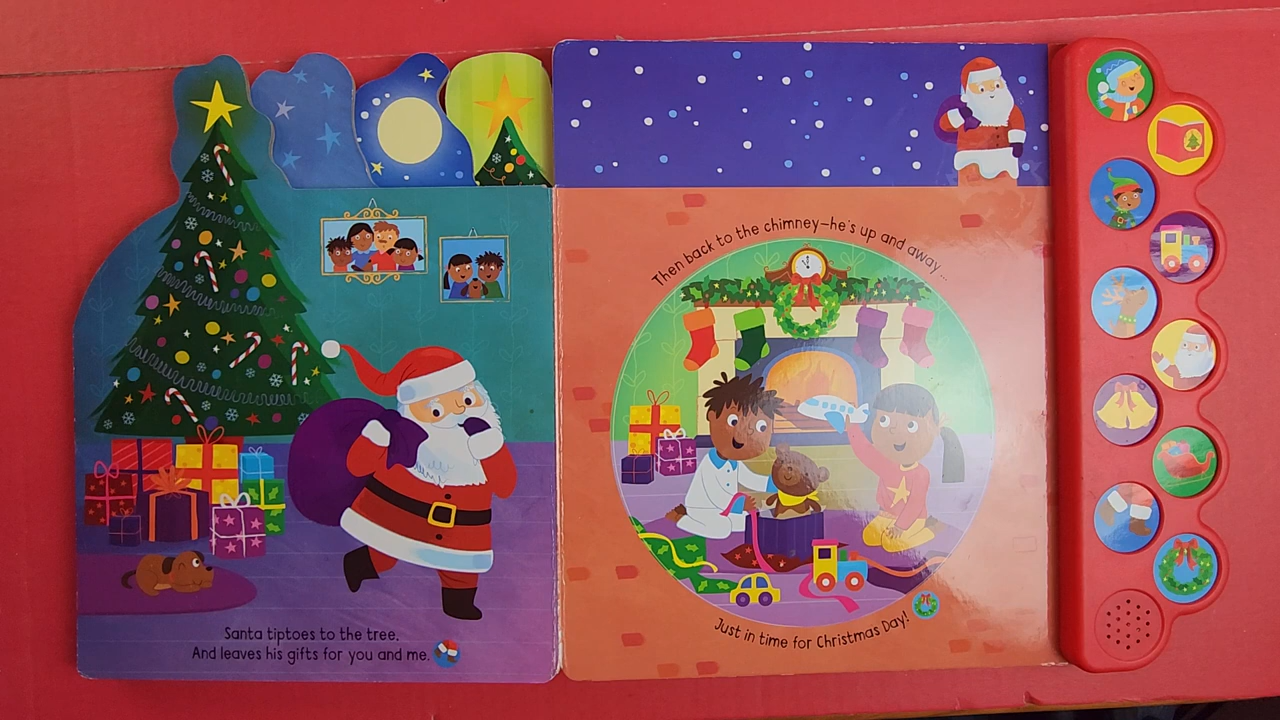 Santa tiptoes to the tree,
And leaves his gifts for you and me.
Then back to the chimney—he's up and away...
Just in time for Christmas Day!